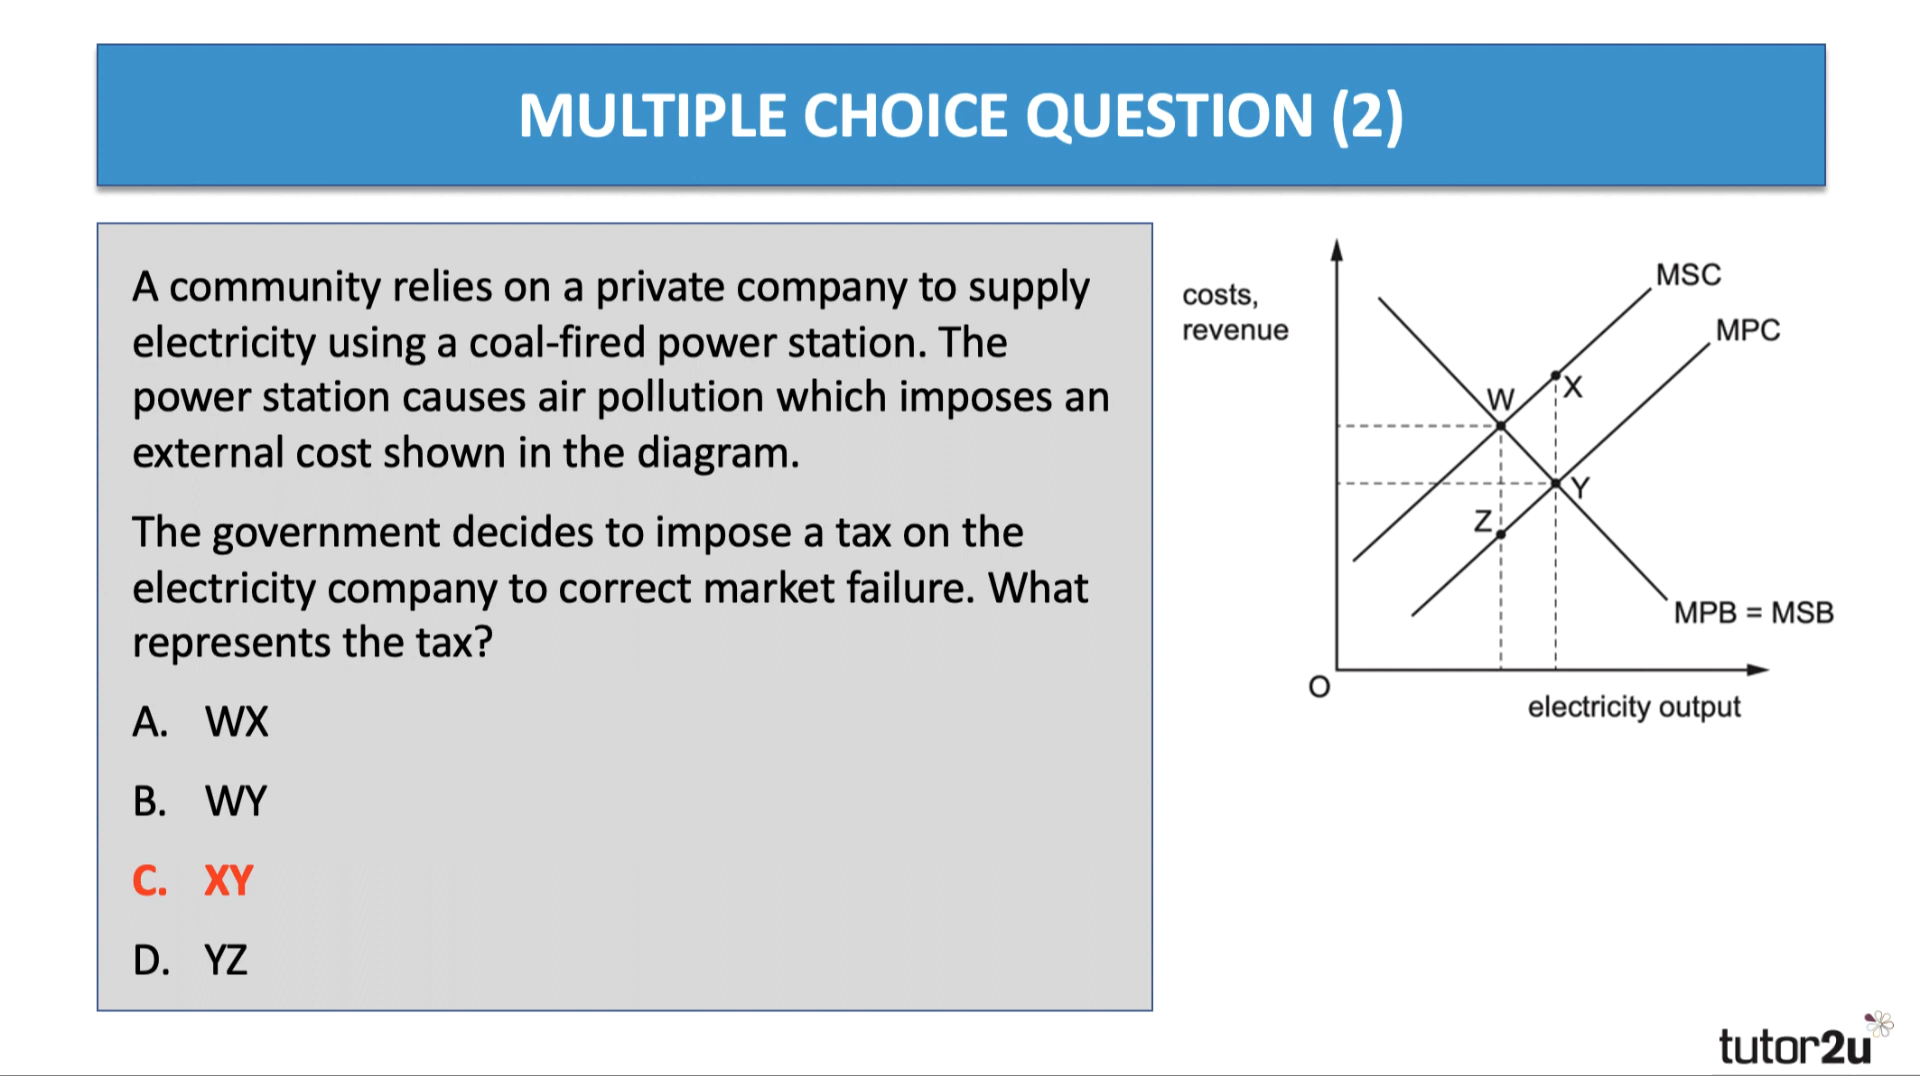 MULTIPLE CHOICE QUESTION (2)
A community relies on a private company to supply
electricity using a coal-fired power station. The
power station causes air pollution which imposes an
external cost shown in the diagram.
The government decides to impose a tax on the
electricity company to correct market failure. What
represents the tax?
A. WX
B. WY
C. XY
D. YZ
costs,
revenue
MSC
MPC
W
X
Y
Z
MPB = MSB
O
electricity output
tutor2u